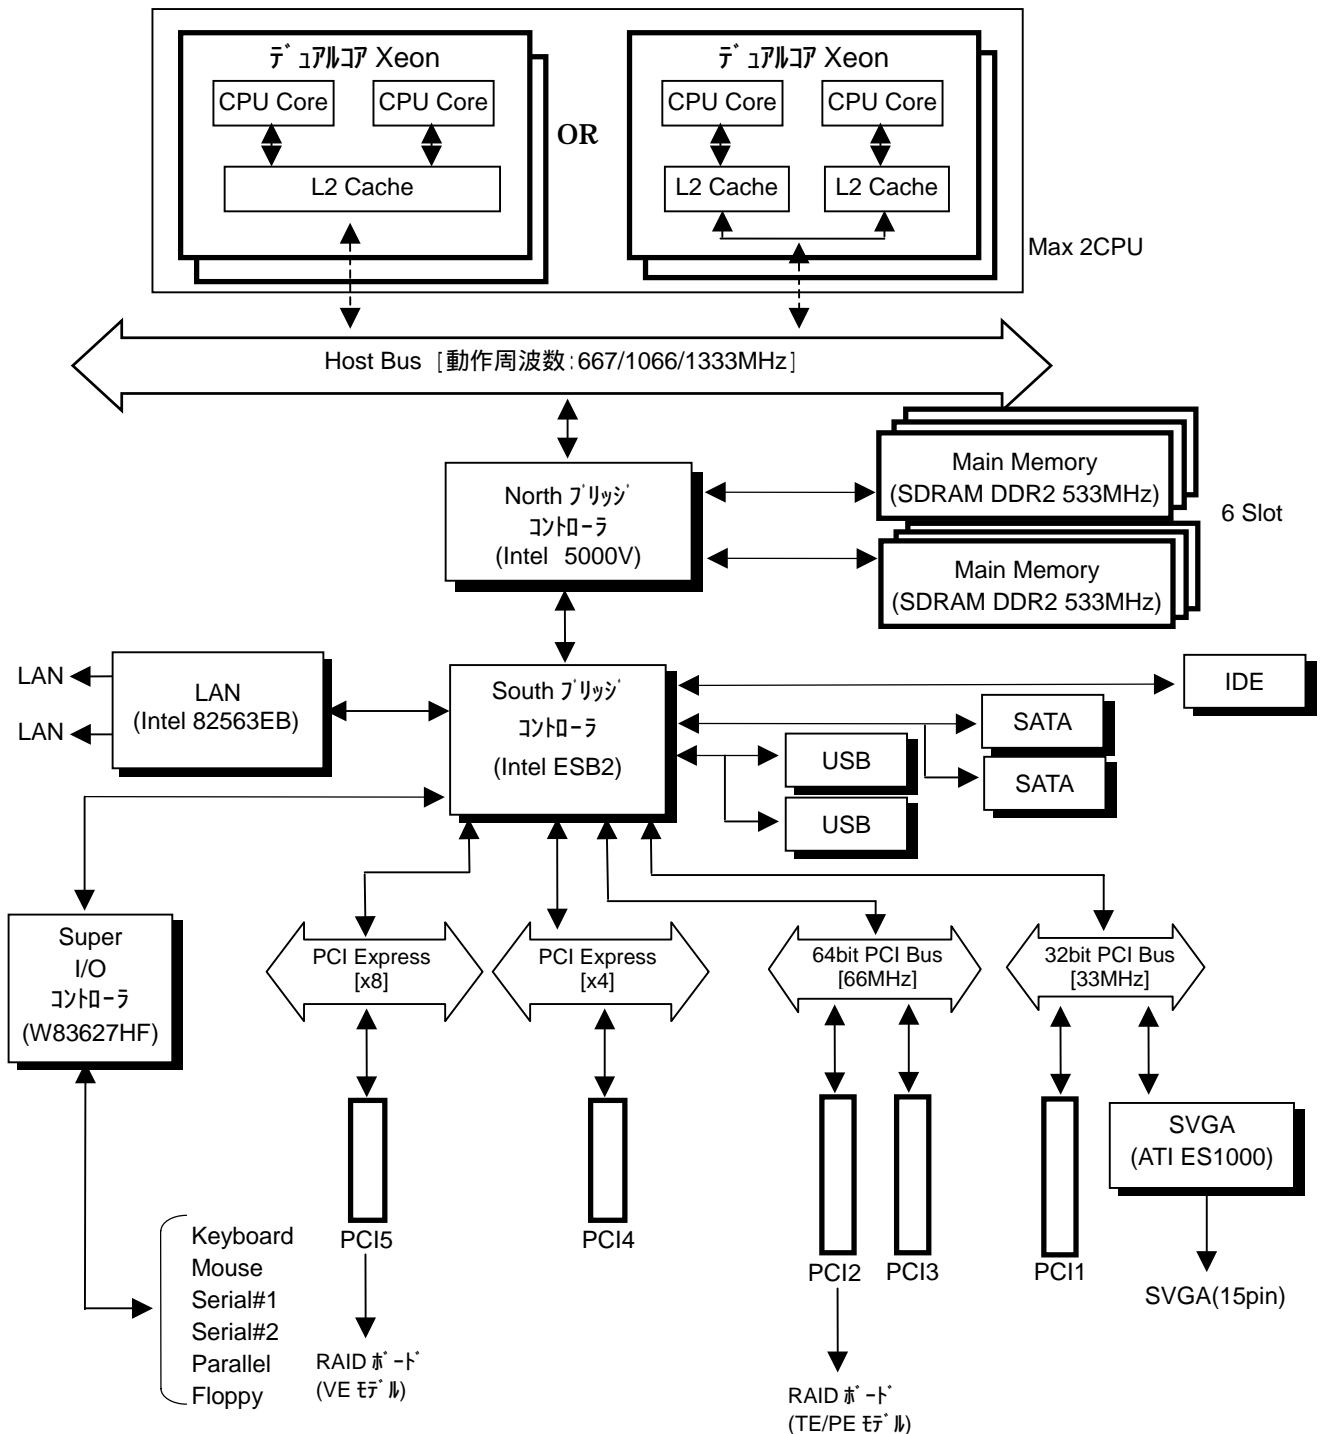 ﾃﾞｭｱﾙｺｱ Xeon
CPU Core
CPU Core
L2 Cache
OR
ﾃﾞｭｱﾙｺｱ Xeon
CPU Core
CPU Core
L2 Cache
L2 Cache
Max 2CPU
Host Bus [動作周波数:667/1066/1333MHz]
North ﾌﾞﾘｯｼﾞ
ｺﾝﾄﾛｰﾗ
(Intel 5000V)
Main Memory
(SDRAM DDR2 533MHz)
6 Slot
Main Memory
(SDRAM DDR2 533MHz)
LAN
LAN
LAN
(Intel 82563EB)
South ﾌﾞﾘｯｼﾞ
ｺﾝﾄﾛｰﾗ
(Intel ESB2)
IDE
SATA
SATA
USB
USB
Super
I/O
ｺﾝﾄﾛｰﾗ
(W83627HF)
PCI Express
[x8]
PCI Express
[x4]
64bit PCI Bus
[66MHz]
32bit PCI Bus
[33MHz]
SVGA
(ATI ES1000)
PCI5
PCI4
PCI2
PCI3
PCI1
SVGA(15pin)
Keyboard
Mouse
Serial#1
Serial#2
Parallel
Floppy
RAID ﾎﾞｰﾄﾞ
(VE ﾓﾃﾞﾙ)
RAID ﾎﾞｰﾄﾞ
(TE/PE ﾓﾃﾞﾙ)